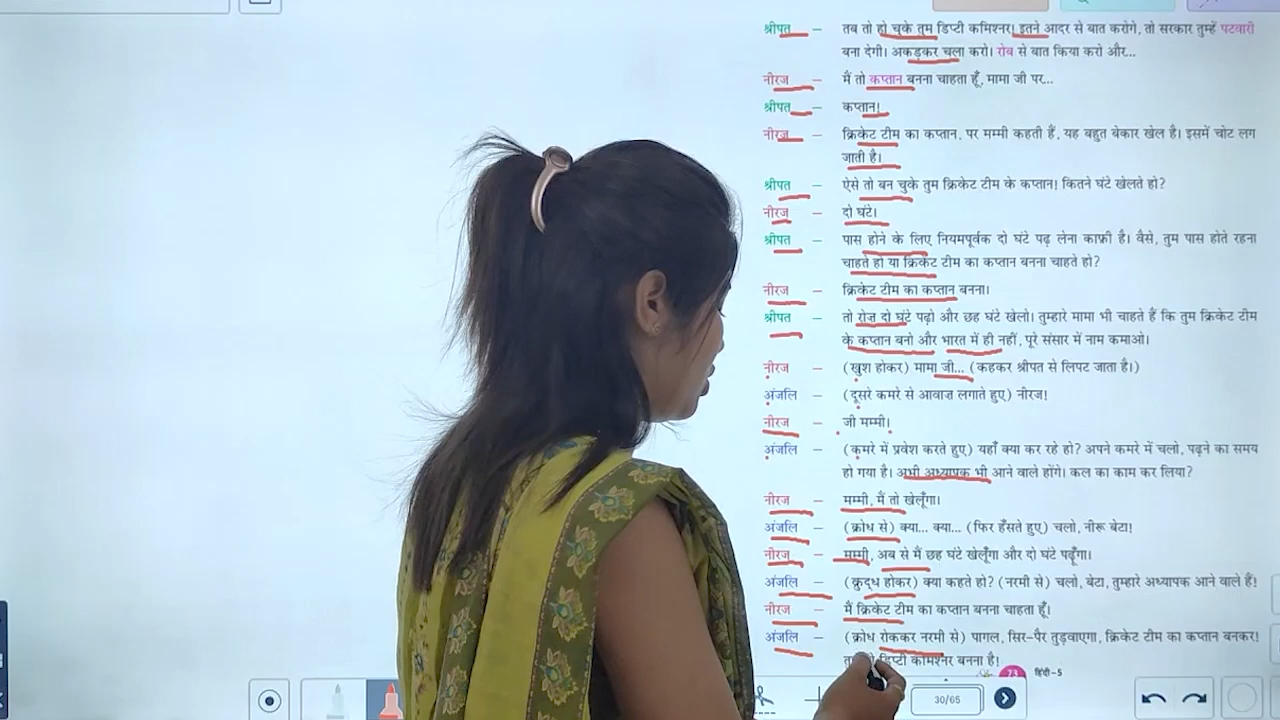 श्रीपत – तब तो हो चुके तुम डिप्टी कमिश्नर! इतने आदर से बात करोगे, तो सरकार तुम्हें पटवारी
बना देगी। अकड़कर चला करो। रोब से बात किया करो और...
नीरज – मैं तो कप्तान बनना चाहता हूँ, मामा जी पर...
श्रीपत – कप्तान!
नीरज – क्रिकेट टीम का कप्तान, पर मम्मी कहती हैं, यह बहुत बेकार खेल है। इसमें चोट लग
जाती है।
श्रीपत – ऐसे तो बन चुके तुम क्रिकेट टीम के कप्तान! कितने घंटे खेलते हो?
नीरज – दो घंटे।
श्रीपत – पास होने के लिए नियमपूर्वक दो घंटे पढ़ लेना काफ़ी है। वैसे, तुम पास होते रहना
चाहते हो या क्रिकेट टीम का कप्तान बनना चाहते हो?
नीरज – क्रिकेट टीम का कप्तान बनना।
श्रीपत – तो रोज़ दो घंटे पढ़ो और छह घंटे खेलो। तुम्हारे मामा भी चाहते हैं कि तुम क्रिकेट टीम
के कप्तान बनो और भारत में ही नहीं, पूरे संसार में नाम कमाओ।
नीरज – (खुश होकर) मामा जी... (कहकर श्रीपत से लिपट जाता है।)
अंजलि – (दूसरे कमरे से आवाज़ लगाते हुए) नीरज!
नीरज – जी मम्मी।
अंजलि – (कमरे में प्रवेश करते हुए) यहाँ क्या कर रहे हो? अपने कमरे में चलो, पढ़ने का समय
हो गया है। अभी अध्यापक भी आने वाले होंगे। कल का काम कर लिया?
नीरज – मम्मी, मैं तो खेलूँगा।
अंजलि – (क्रोध से) क्या... क्या... (फिर हँसते हुए) चलो, नीरू बेटा!
नीरज – मम्मी, अब से मैं छह घंटे खेलूँगा और दो घंटे पढ़ूँगा।
अंजलि – (क्रुद्ध होकर) क्या कहते हो? (नरमी से) चलो, बेटा, तुम्हारे अध्यापक आने वाले हैं!
नीरज – मैं क्रिकेट टीम का कप्तान बनना चाहता हूँ!
अंजलि – (क्रोध रोककर नरमी से) पागल, सिर-पैर तुड़वाएगा, क्रिकेट टीम का कप्तान बनकर!
डिप्टी कमिश्नर बनना है!
73 हिंदी-5
30/65